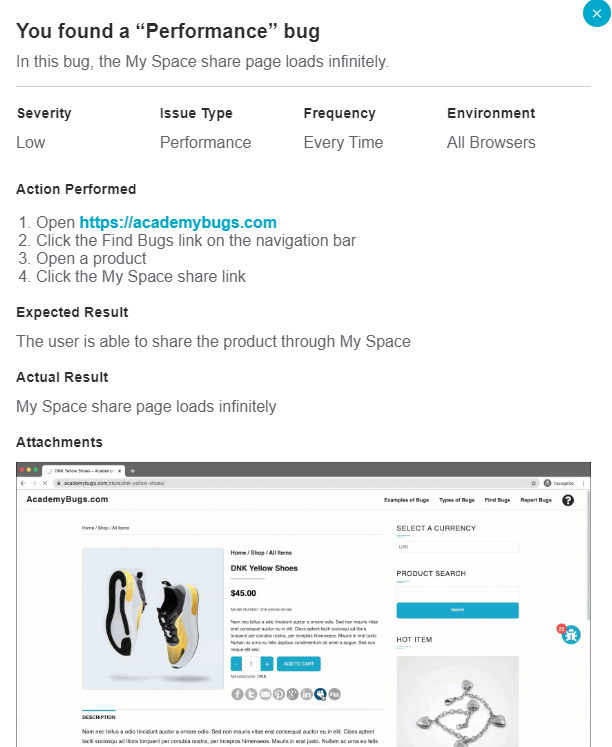 You found a “Performance” bug
In this bug, the My Space share page loads infinitely.
Severity
Issue Type
Frequency
Environment
Low
Performance
Every Time
All Browsers
Action Performed
1. Open https://academybugs.com
2. Click the Find Bugs link on the navigation bar
3. Open a product
4. Click the My Space share link
Expected Result
The user is able to share the product through My Space
Actual Result
My Space share page loads infinitely
Attachments
DNK Yellow Shoes – Academy
academybugs.com/store/dnk-yellow-shoes/
Incognito
AcademyBugs.com
Examples of Bugs Types of Bugs Find Bugs Report Bugs ?
Home / Shop / All Items
SELECT A CURRENCY
USD
Home / Shop / All Items
DNK Yellow Shoes
PRODUCT SEARCH
$45.00
Model Number: dnk-yellow-shoes
Search
Nam nec tellus a odio tincidunt auctor a ornare odio. Sed non mauris vitae
erat consequat auctor eu in elit. Class aptent taciti sociosqu ad litora
torquent per conubia nostra, per inceptos himenaeos. Mauris in erat justo.
Nullam ac urna eu felis dapibus condimentum sit amet a augue. Sed non
neque elit sed.
25
HOT ITEM
- 1 + ADD TO CART
Manufacturer: DNK
DESCRIPTION
Nam nec tellus a odio tincidunt auctor a ornare odio. Sed non mauris vitae erat consequat auctor eu in elit. Class aptent
taciti sociosqu ad litora torquent per conubia nostra, per inceptos himenaeos. Mauris in erat justo. Nullam ac urna eu felis